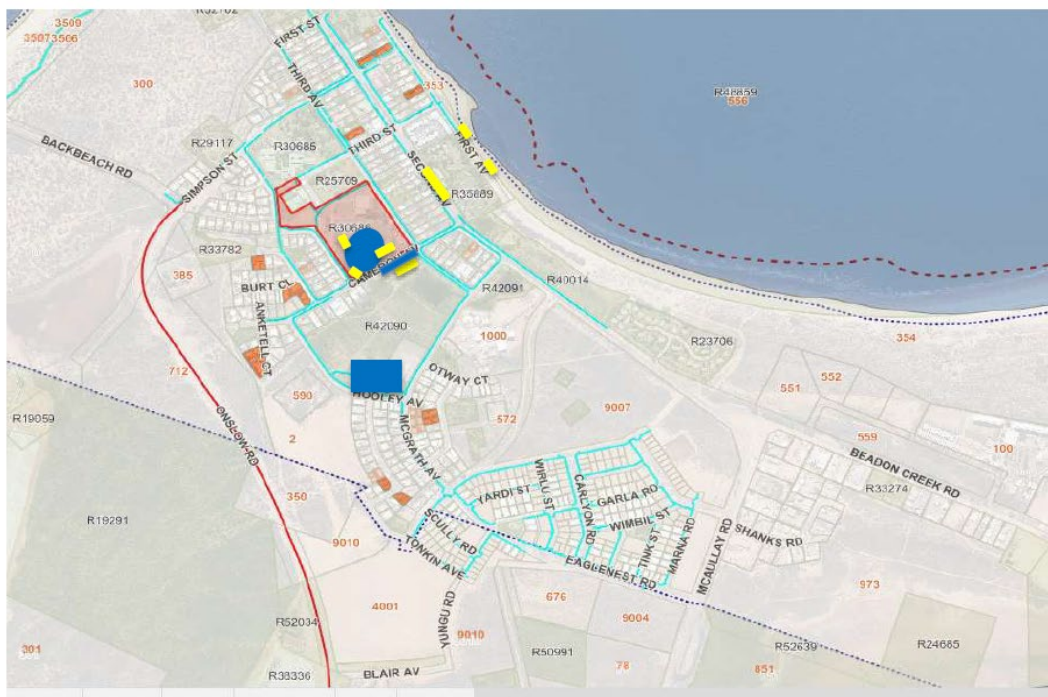 R32702
3509
35073506
FIRST ST
300
353
THIRD AV
R48859
556
BACKBEACH RD
R29117
R30685
THIRD ST
FIRST AV
SIMPSON ST
R25769
R35889
R33782
385
BURT CL
R42091
R40014
ANKETELL CT
R42090
1000
R23706
354
712
OTWAY CT
551
552
590
HOOLEY AV
R19059
ONSLOW RD
MCGRATH AV
572
9007
2
559
100
BEADON CREEK RD
350
YARDI ST
WIRLU ST
CARLYON RD
GARLA RD
R33274
R19291
WIMBIL ST
SHANKS RD
9010
SCULLY RD
TINK ST
MARNA RD
MCAULLAY RD
TONKIN AVE
EAGLENEST RD
973
4001
676
9004
R52034
YUNGU RD
9010
R50991
R52639
R24685
301
R38336
BLAIR AV
78
851